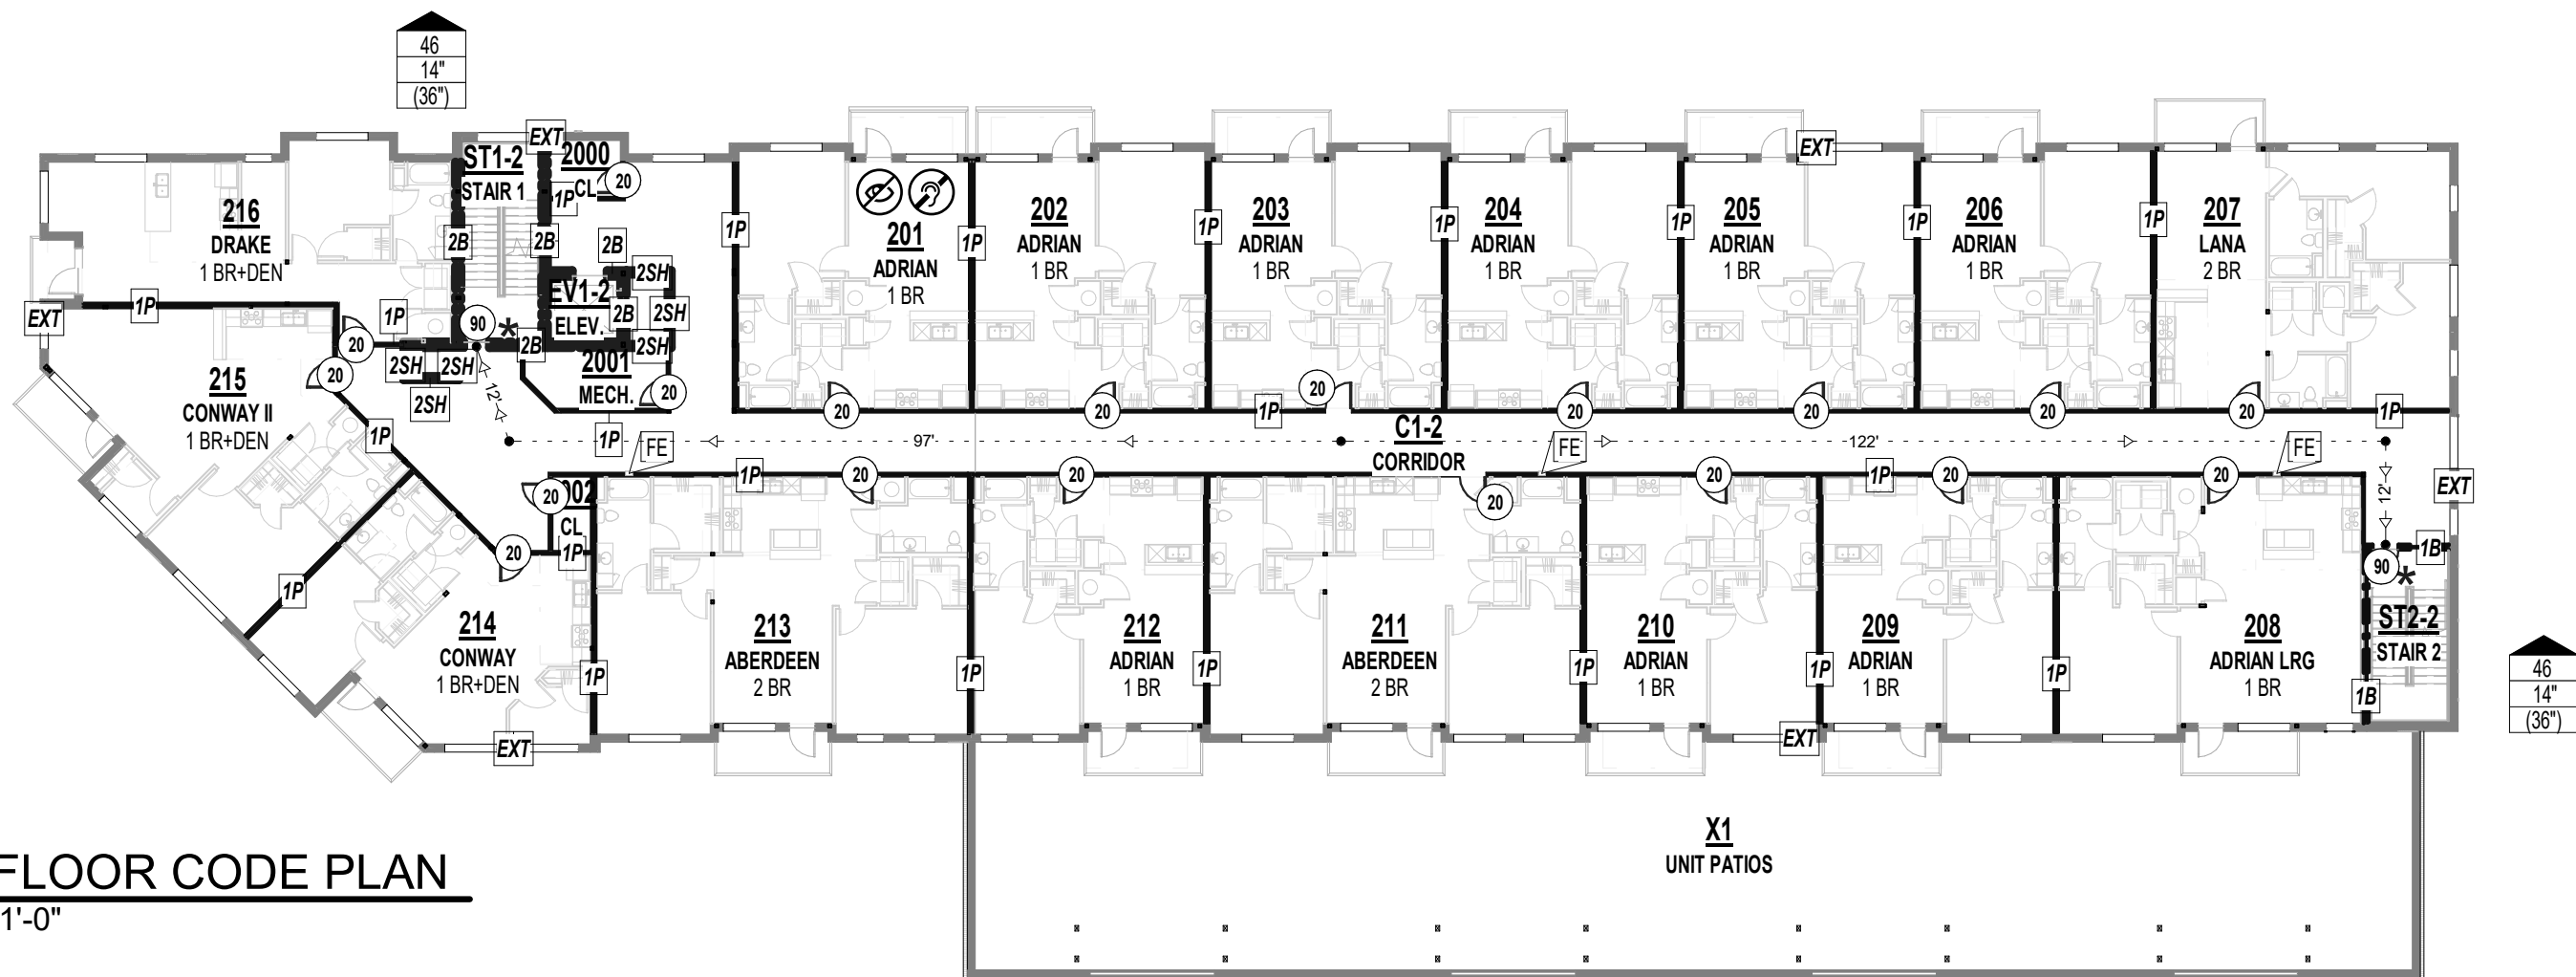 46
14"
(36")
EXT
ST1-2
STAIR 1
2000
CL
1P
20
216
DRAKE
1 BR+DEN
2B
2B
2B
2SH
EV1-2
ELEV.
2B
2SH
2SH
90
*
2B
2001
MECH.
20
1P
1P
1P
20
20
2SH
2SH
2SH
12'
EXT
215
CONWAY II
1 BR+DEN
1P
1P
1P
201
ADRIAN
1 BR
1P
202
ADRIAN
1 BR
1P
203
ADRIAN
1 BR
1P
204
ADRIAN
1 BR
1P
205
ADRIAN
1 BR
EXT
1P
206
ADRIAN
1 BR
1P
207
LANA
2 BR
20
20
1P
20
20
20
20
20
1P
97'
C1-2
CORRIDOR
122'
FE
FE
FE
1P
20
20
20
20
1P
20
20
12'
EXT
20
002
CL
1P
20
214
CONWAY
1 BR+DEN
EXT
1P
213
ABERDEEN
2 BR
1P
212
ADRIAN
1 BR
1P
211
ABERDEEN
2 BR
1P
210
ADRIAN
1 BR
EXT
1P
209
ADRIAN
1 BR
1P
208
ADRIAN LRG
1 BR
1B
90
*
ST2-2
STAIR 2
1B
46
14"
(36")
X1
UNIT PATIOS
FLOOR CODE PLAN
1'-0"